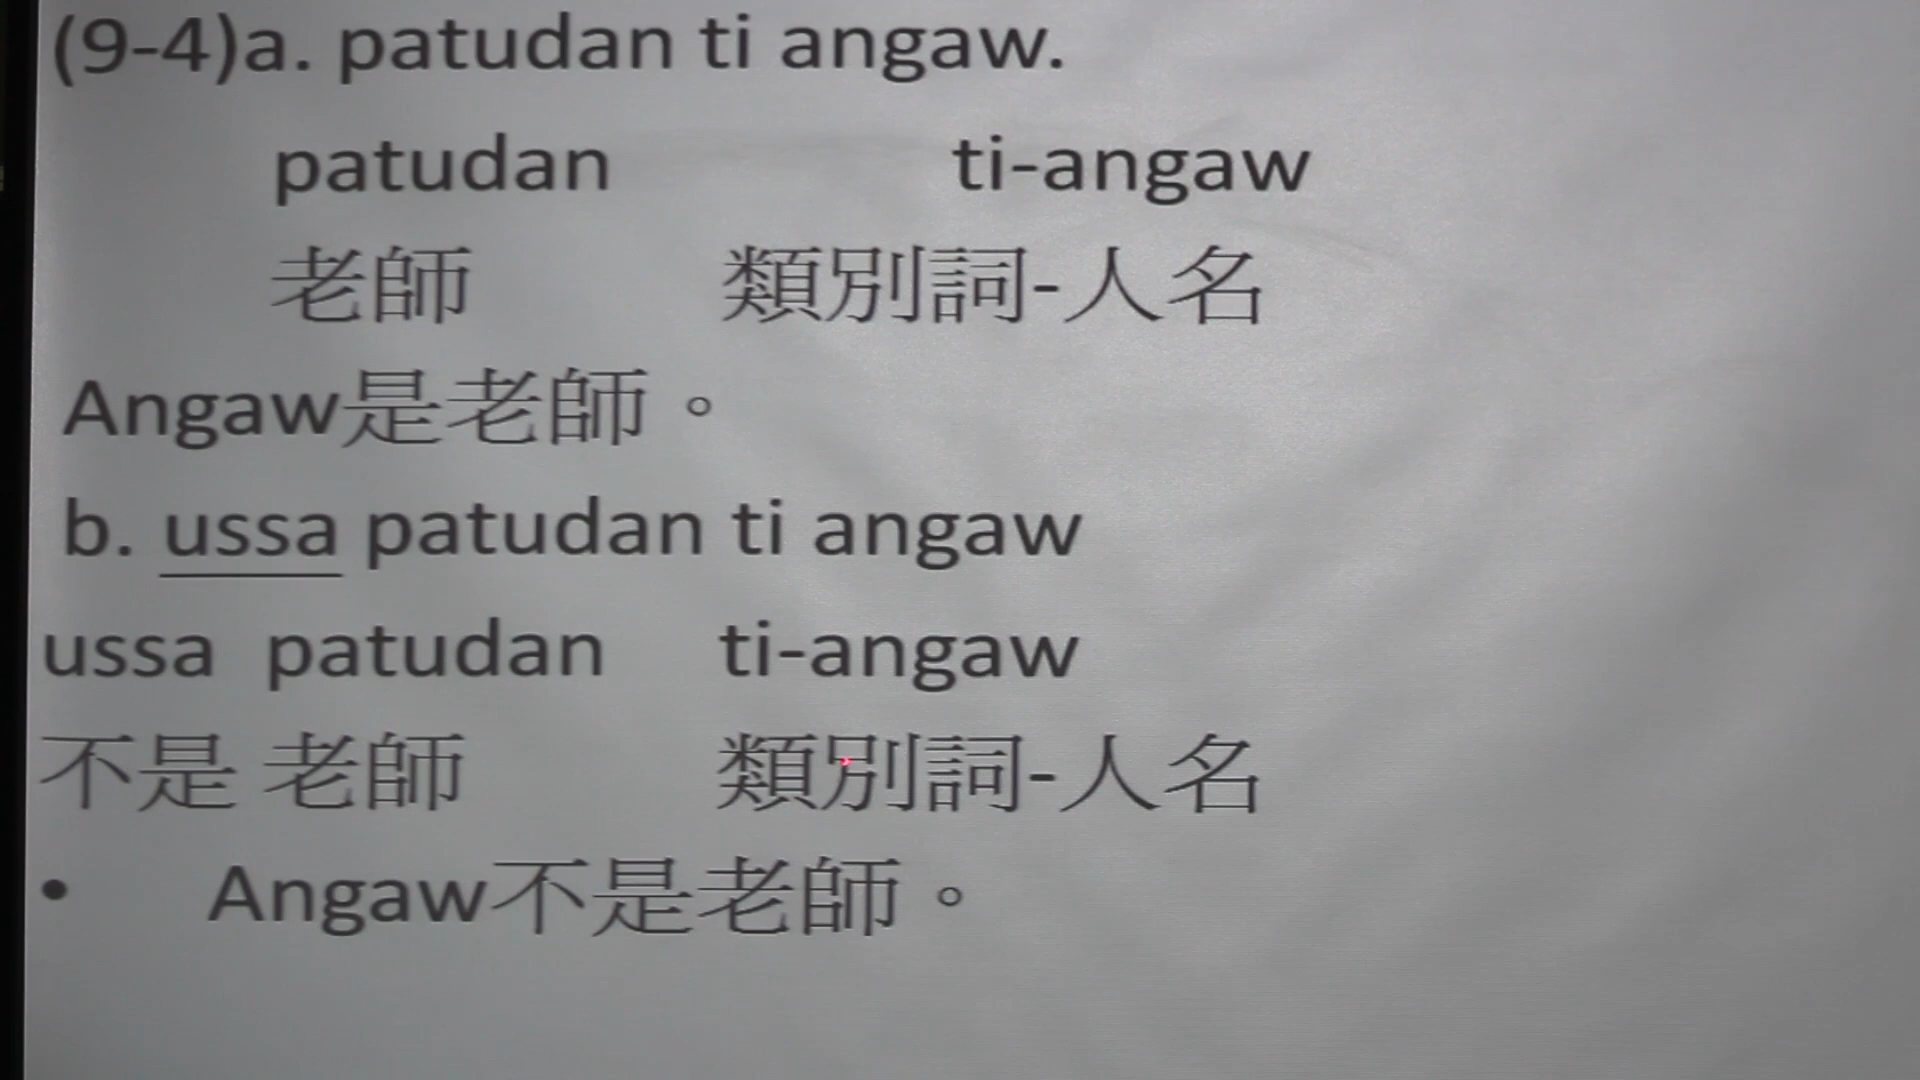 (9-4)a. patudan ti angaw.
patudan ti-angaw
老師 類別詞-人名
Angaw是老師。
b. ussa patudan ti angaw
ussa patudan ti-angaw
不是 老師 類別詞-人名
• Angaw不是老師。